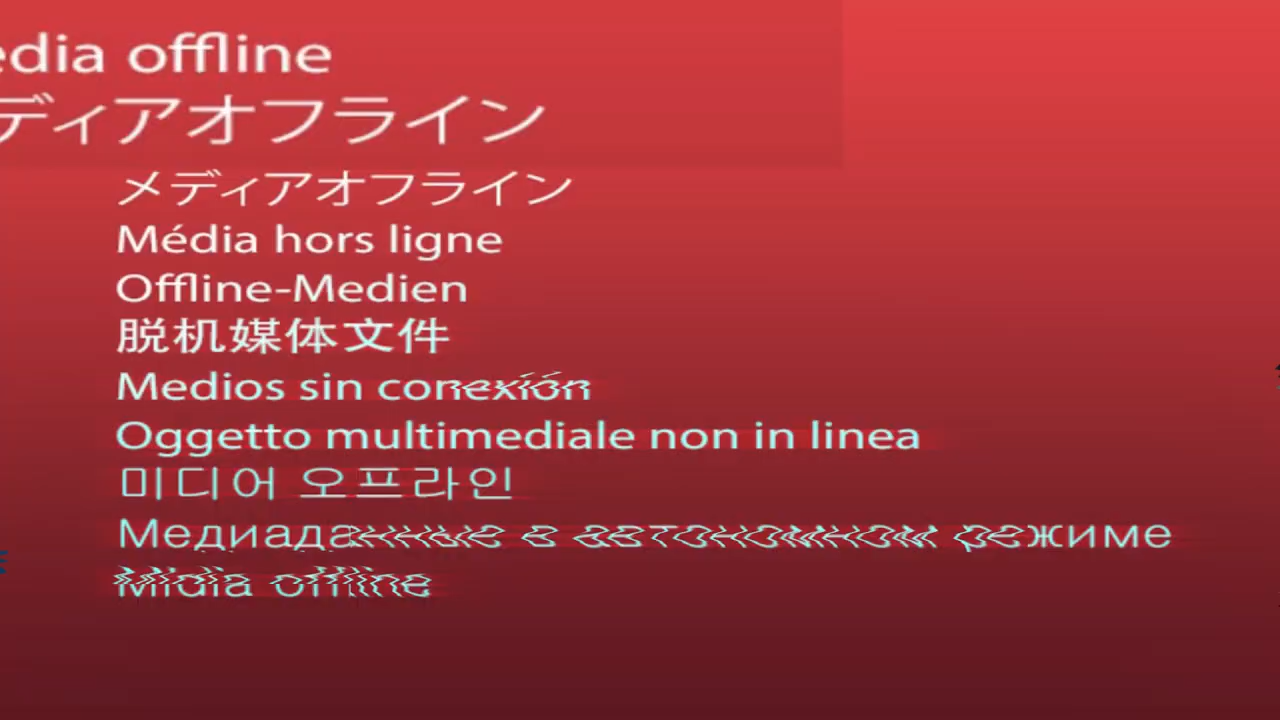 edia offline
ディアオフライン
メディアオフライン
Média hors ligne
Offline-Medien
脱机媒体文件
Medios sin conexión
Oggetto multimediale non in linea
미디어 오프라인
Медиаданные в автономном режиме
Mídia offline